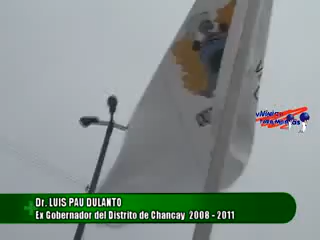 Dr. LUIS PAU DULANTO
Ex Gobernador del Distrito de Chancay 2008 - 2011